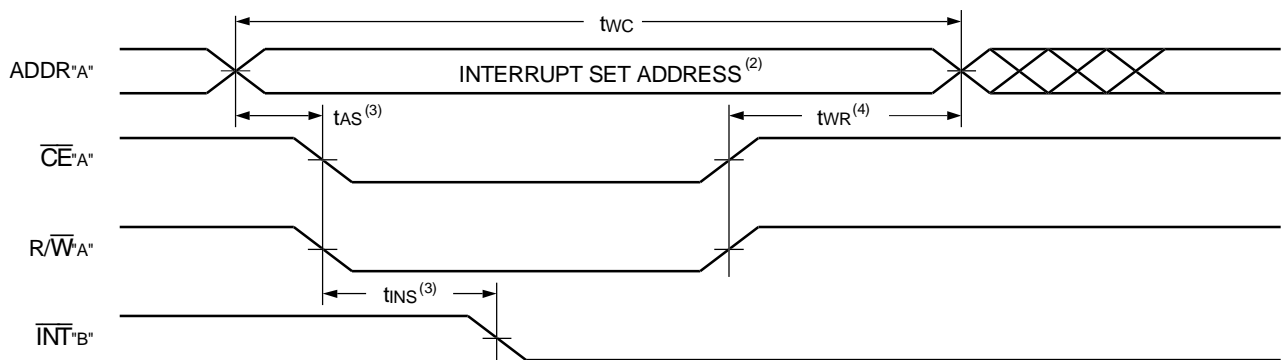 tWC
ADDR"A"
INTERRUPT SET ADDRESS(2)
tAS(3)
tWR(4)
CE"A"
R/W"A"
tINS(3)
INT"B"